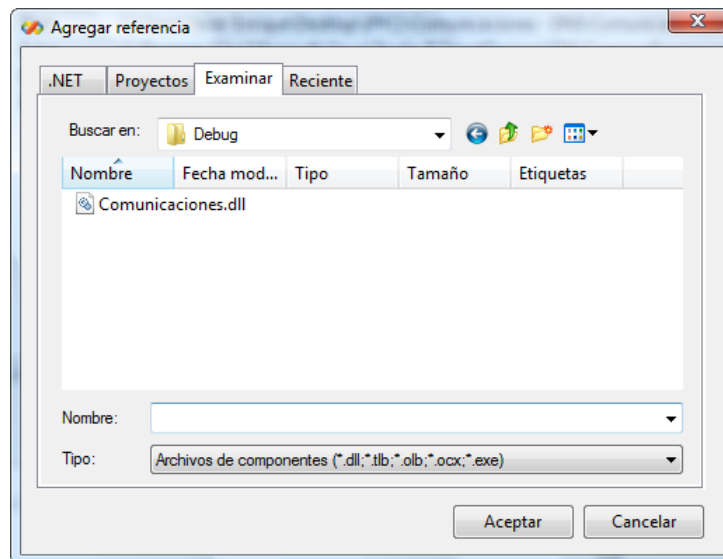 Agregar referencia
.NET Proyectos Examinar Reciente
Buscar en: Debug
Nombre Fecha mod... Tipo Tamaño Etiquetas
Comunicaciones.dll
Nombre:
Tipo: Archivos de componentes (*.dll;*.tlb;*.olb;*.ocx;*.exe)
Aceptar Cancelar